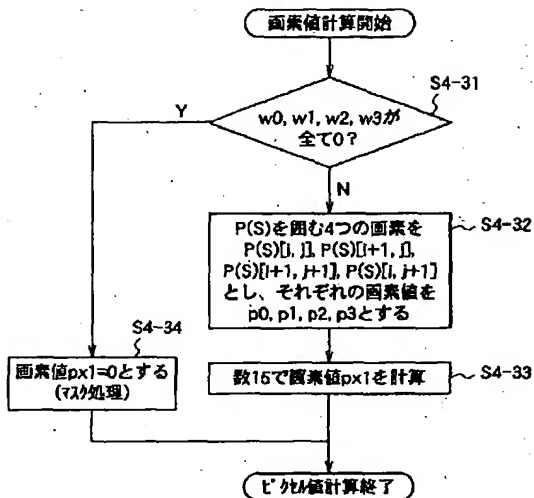 画素値計算開始
S4-31
w0, w1, w2, w3が
全て0?
Y
N
P(S)を囲む4つの画素を
P(S)[i, j], P(S)[i+1, j],
P(S)[i+1, j+1], P(S)[i, j+1]
とし、それぞれの画素値を
p0, p1, p2, p3とする
S4-32
S4-34
画素値px1=0とする
(マスク処理)
数15で画素値px1を計算
S4-33
ピクセル値計算終了